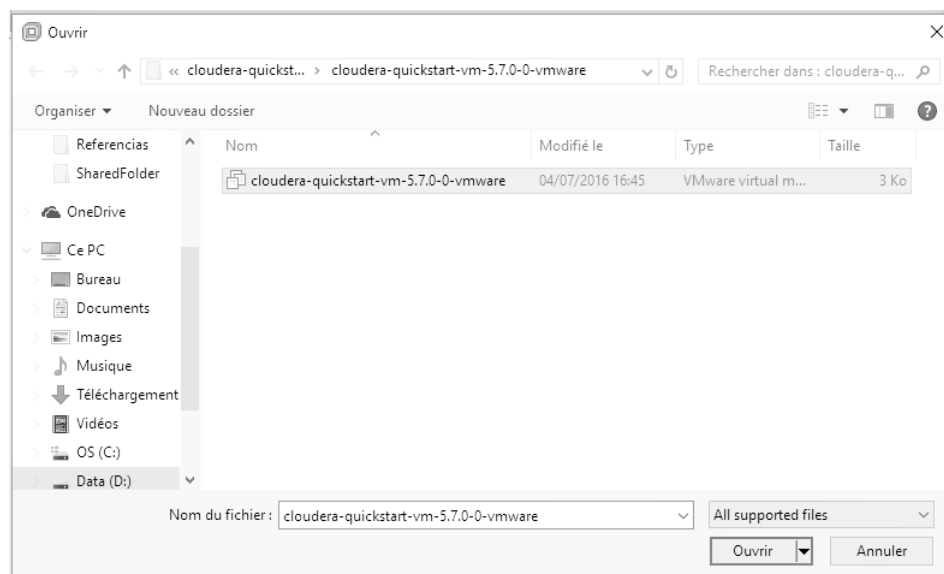 Ouvrir
« cloudera-quickst... › cloudera-quickstart-vm-5.7.0-0-vmware
Rechercher dans : cloudera-q...
Organiser
Nouveau dossier
Nom
Modifié le
Type
Taille
Referencias
SharedFolder
OneDrive
Ce PC
Bureau
Documents
Images
Musique
Téléchargement
Vidéos
OS (C:)
Data (D:)
cloudera-quickstart-vm-5.7.0-0-vmware 04/07/2016 16:45 VMware virtual m... 3 Ko
Nom du fichier : cloudera-quickstart-vm-5.7.0-0-vmware
All supported files
Ouvrir
Annuler